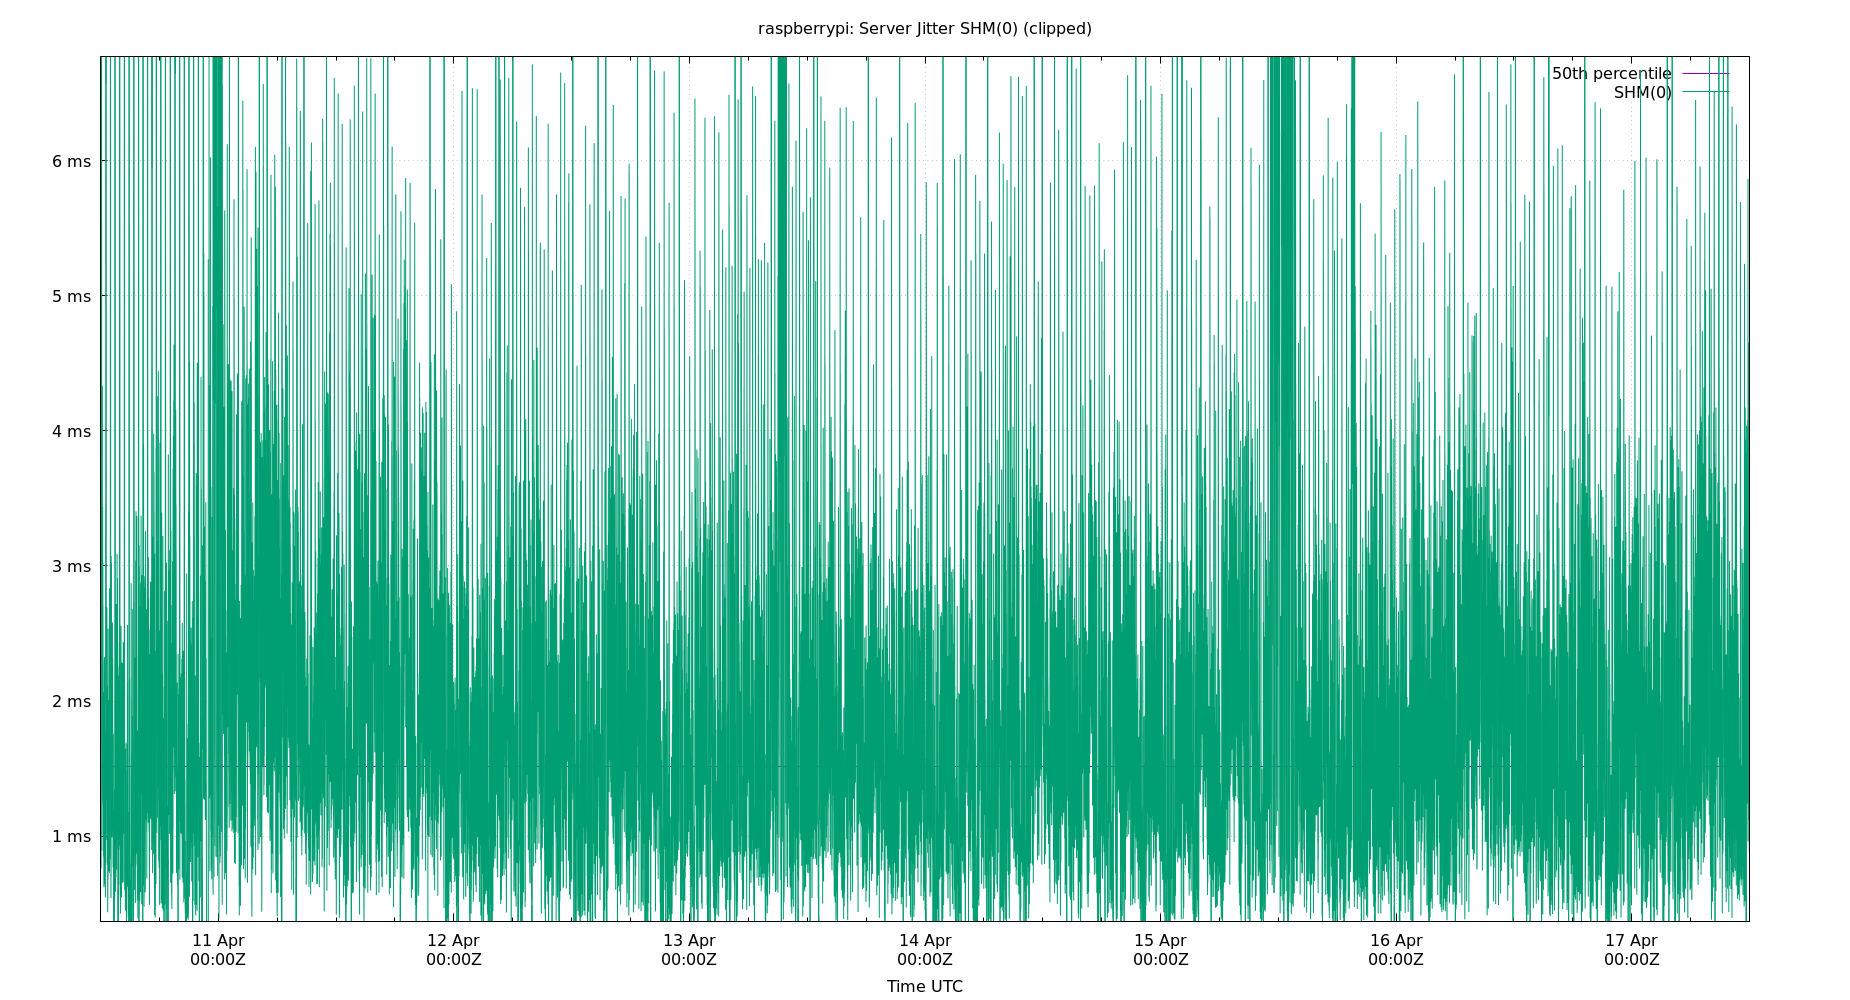 raspberrypi: Server Jitter SHM(0) (clipped)
50th percentile
SHM(0)
6 ms
5 ms
4 ms
3 ms
2 ms
1 ms
11 Apr 12 Apr 13 Apr 14 Apr 15 Apr 16 Apr 17 Apr
00:00Z 00:00Z 00:00Z 00:00Z 00:00Z 00:00Z 00:00Z
Time UTC